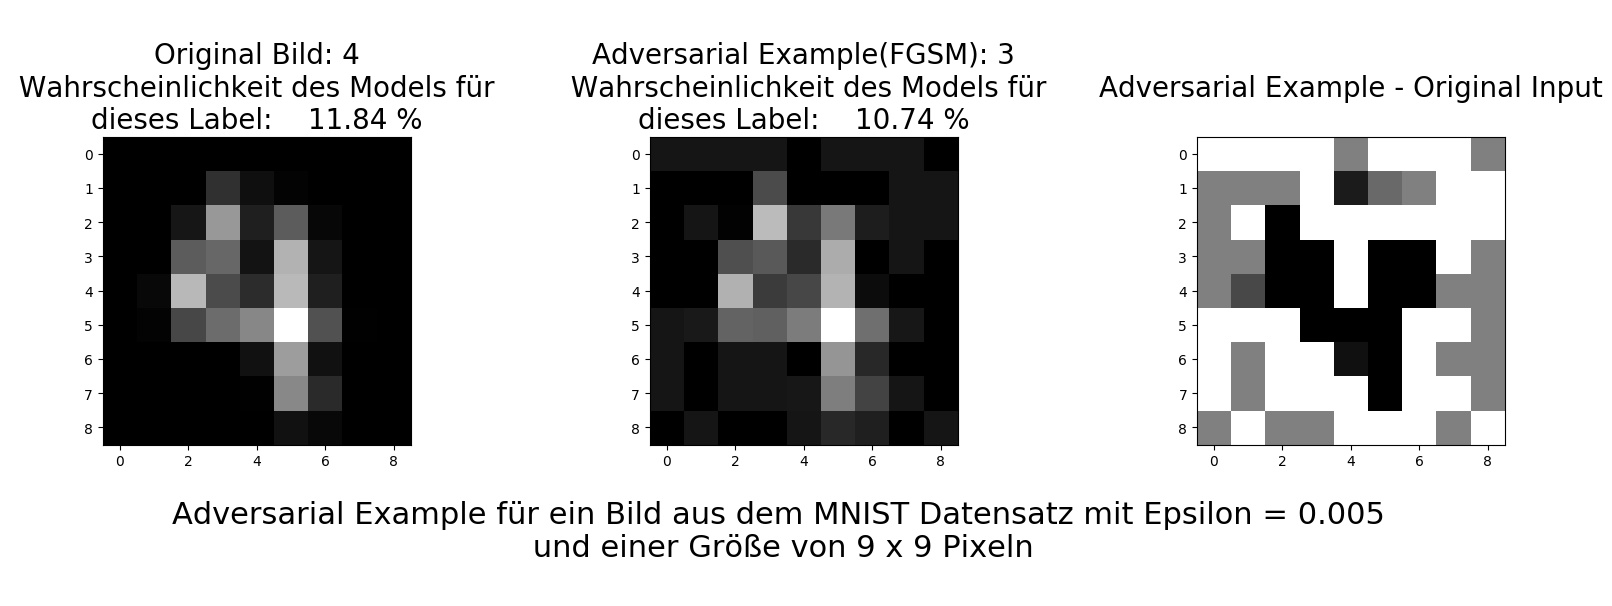 Original Bild: 4
Wahrscheinlichkeit des Models für
dieses Label:    11.84 %
0
1
2
3
4
5
6
7
8
0 2 4 6 8
Adversarial Example(FGSM): 3
Wahrscheinlichkeit des Models für
dieses Label:    10.74 %
0
1
2
3
4
5
6
7
8
0 2 4 6 8
Adversarial Example - Original Input
0
1
2
3
4
5
6
7
8
0 2 4 6 8
Adversarial Example für ein Bild aus dem MNIST Datensatz mit Epsilon = 0.005
und einer Größe von 9 x 9 Pixeln